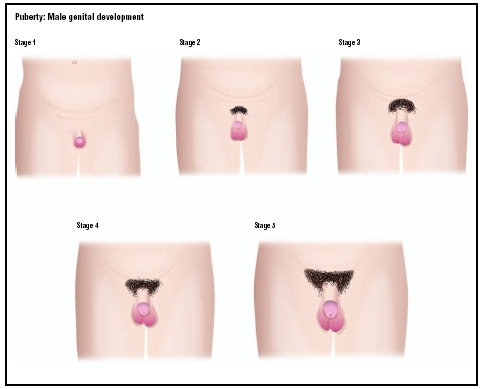 Puberty: Male genital development
Stage 1
Stage 2
Stage 3
Stage 4
Stage 5